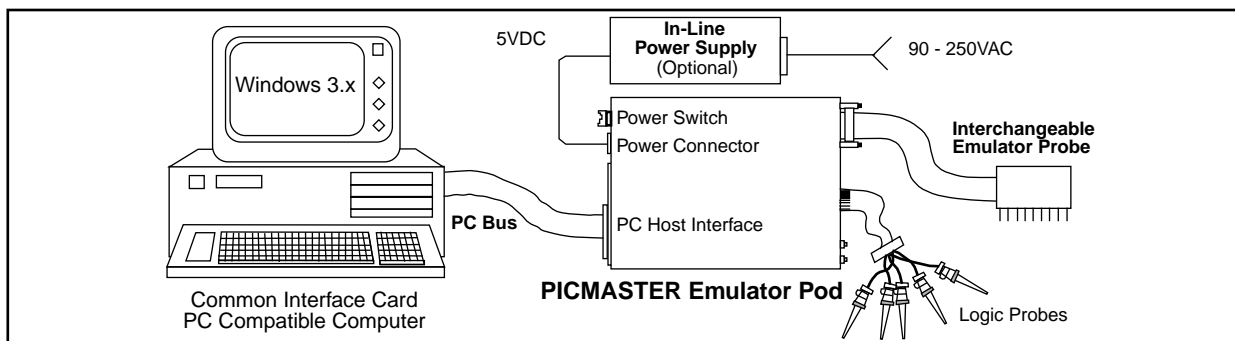 Windows 3.x
5VDC
In-Line
Power Supply
(Optional)
90 - 250VAC
Power Switch
Power Connector
PC Host Interface
PC Bus
Interchangeable
Emulator Probe
Logic Probes
PICMASTER Emulator Pod
Common Interface Card
PC Compatible Computer